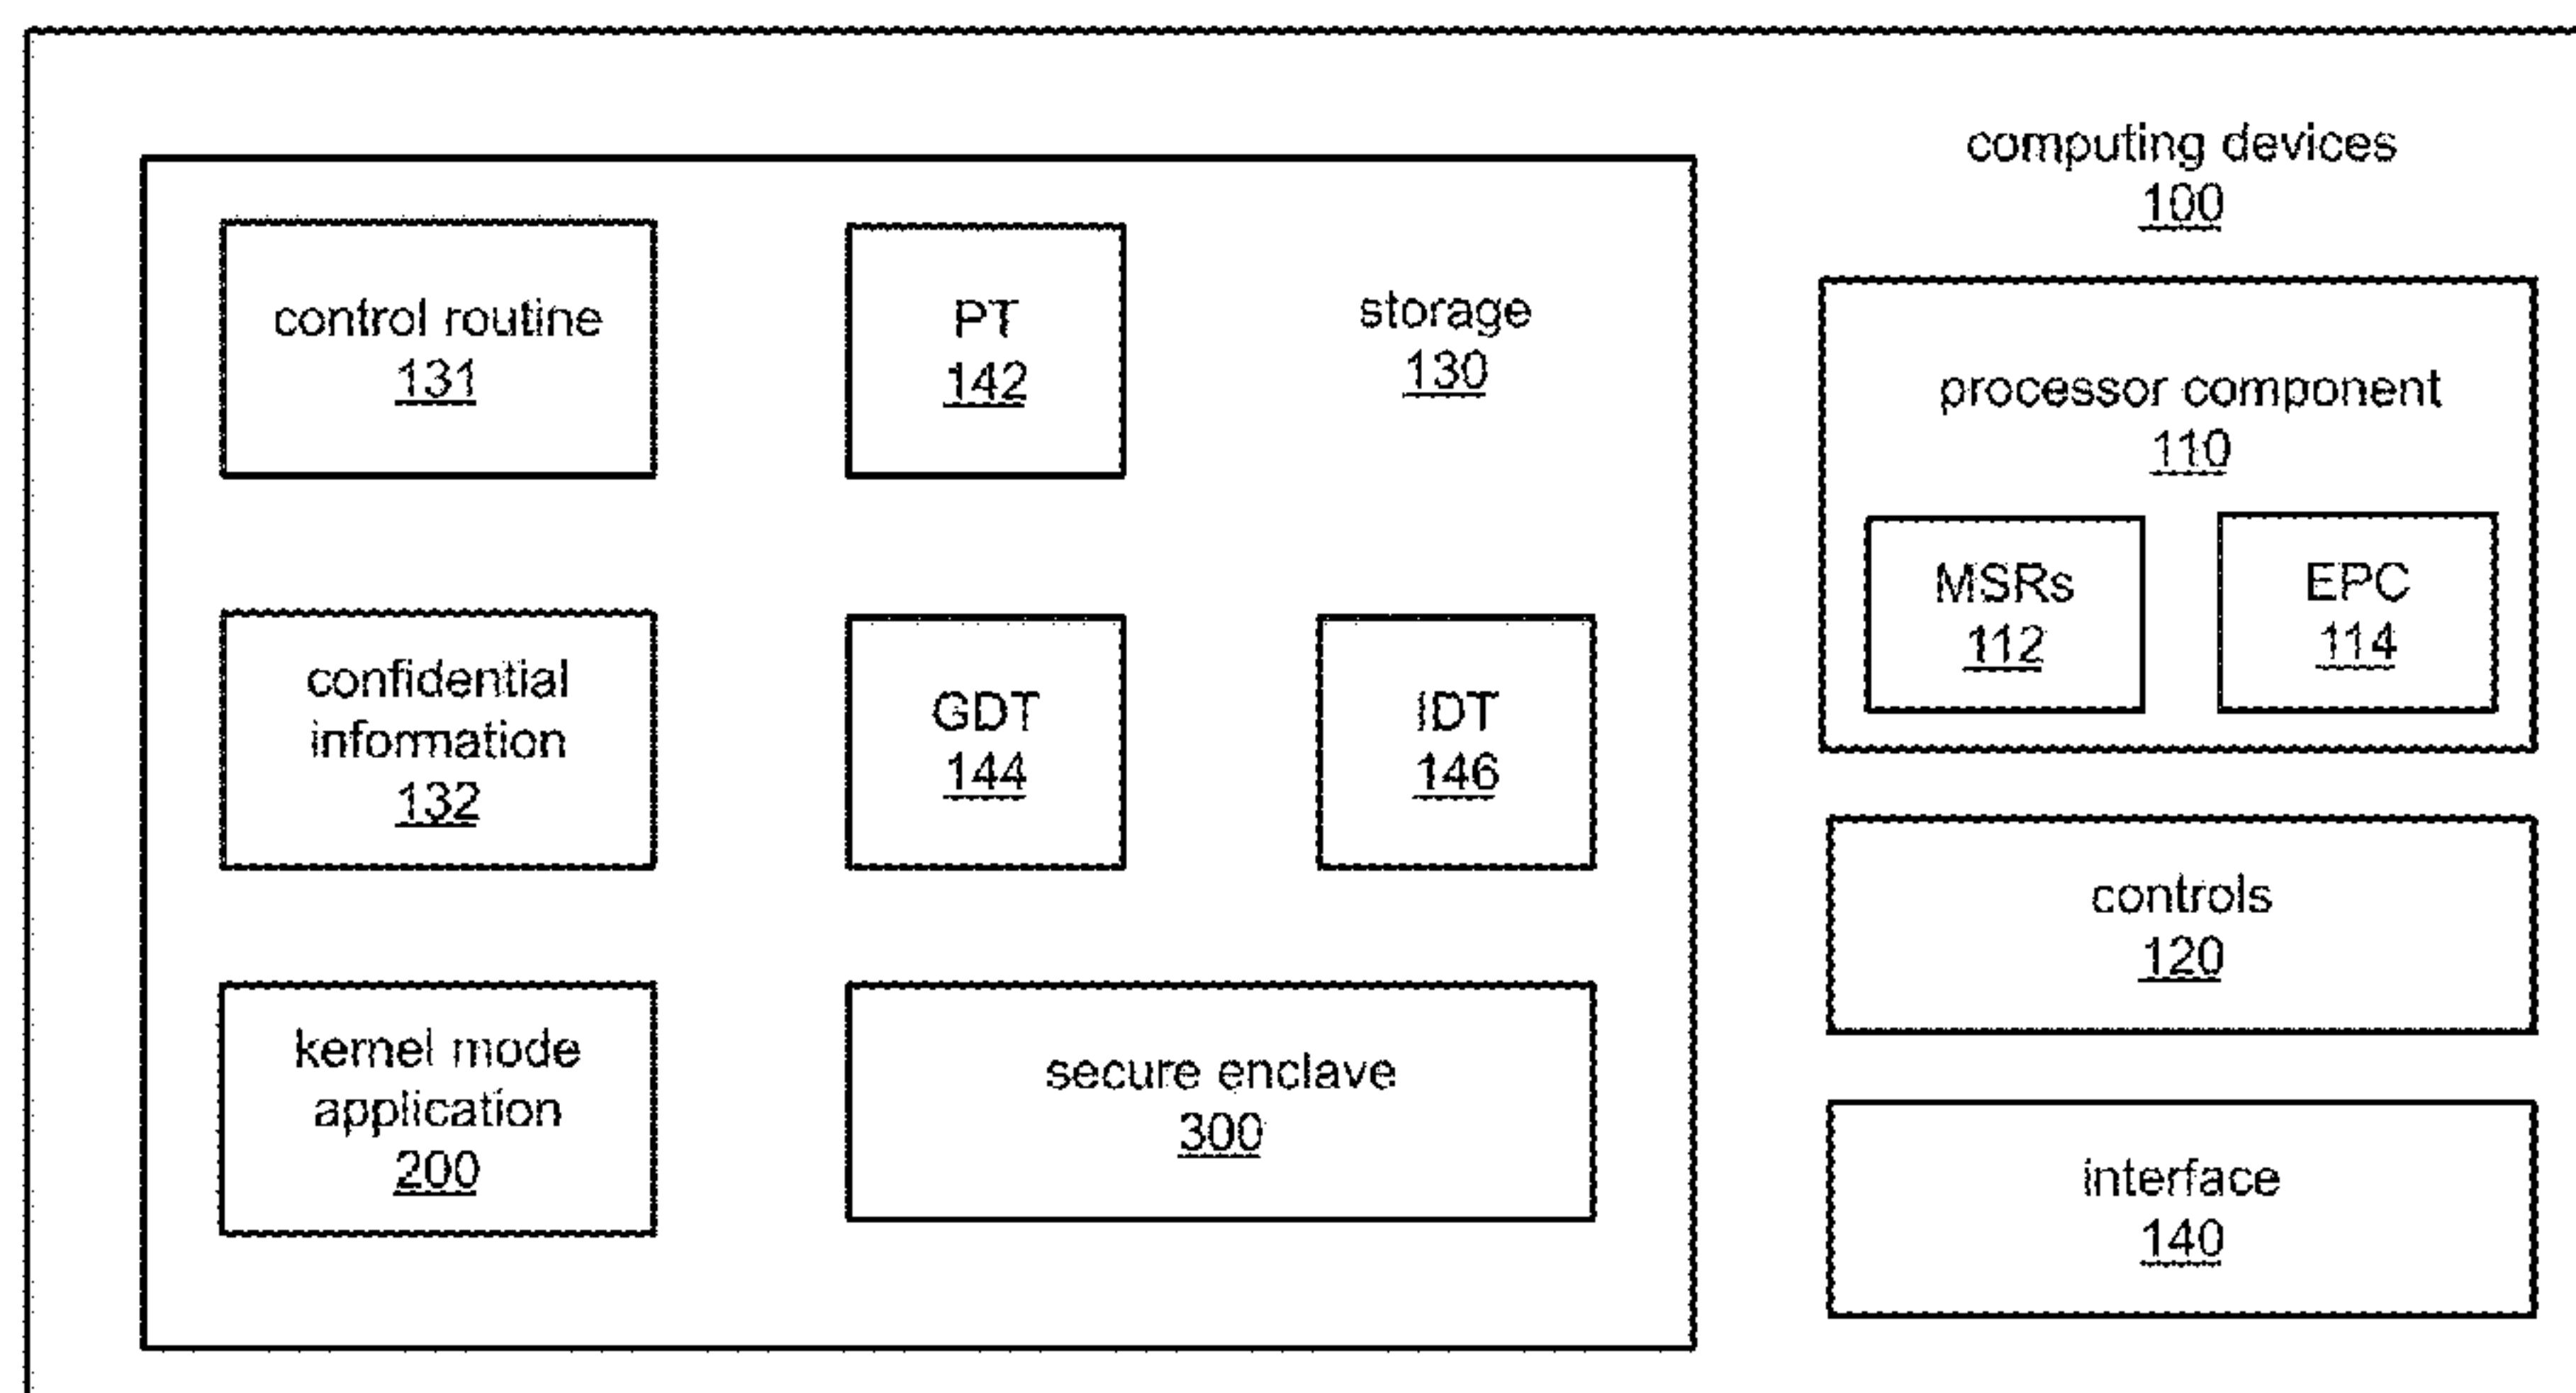 computing devices
100
control routine
131
PT
142
storage
130
processor component
110
MSRs
112
EPC
114
confidential
information
132
GDT
144
IDT
146
controls
120
kernel mode
application
200
secure enclave
300
interface
140